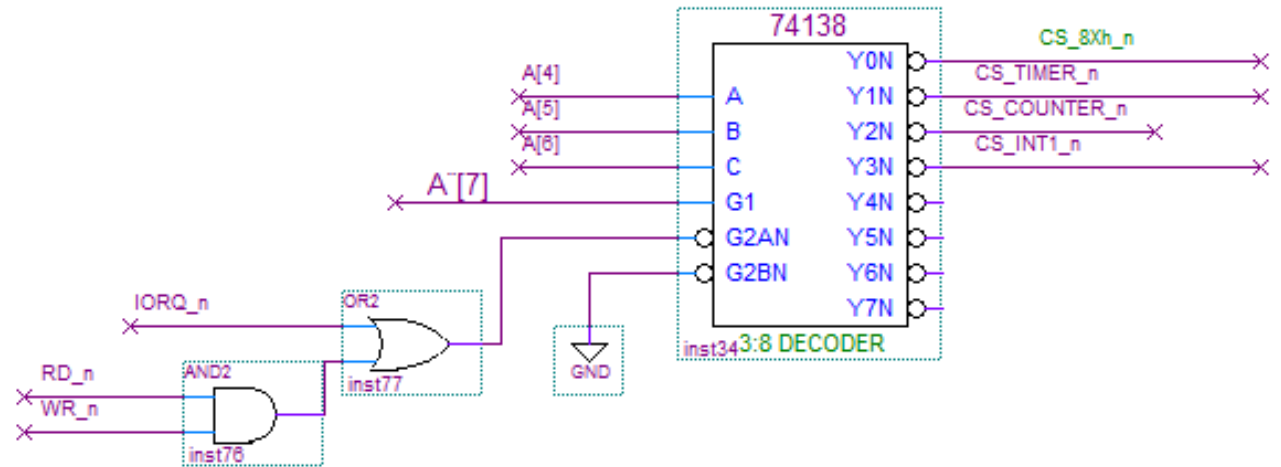 74138
CS_8Xh_n
Y0N
A[4]
CS_TIMER_n
A
Y1N
A[5]
CS_COUNTER_n
B
Y2N
A[6]
CS_INT1_n
C
Y3N
A¨[7]
G1
Y4N
G2AN
Y5N
G2BN
Y6N
IORQ_n
OR2
Y7N
inst34
3:8 DECODER
GND
RD_n
AND2
inst77
WR_n
inst76